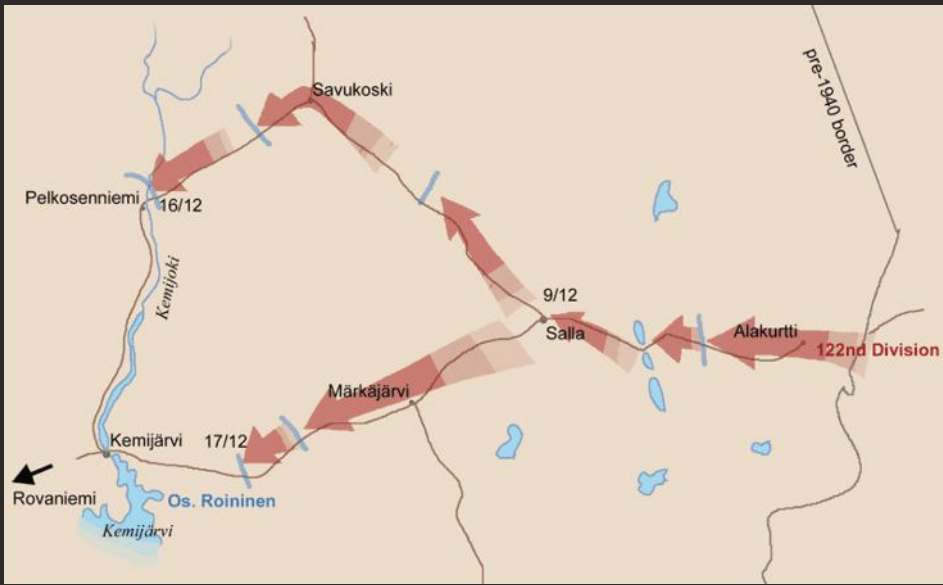 pre-1940 border
Savukoski
Pelkosenniemi
16/12
Kemijoki
9/12
Salla
Alakurtti
122nd Division
Märkäjärvi
Kemijärvi
17/12
Rovaniemi
Os. Roininen
Kemijärvi